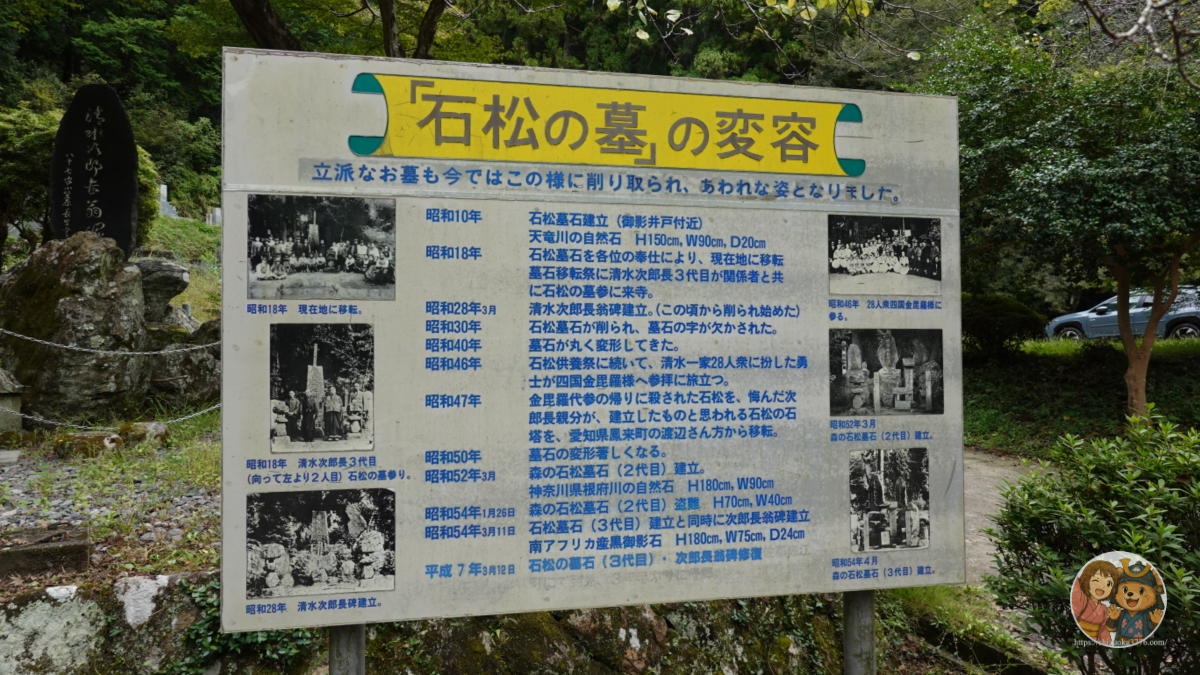 『石松の墓』の変容
立派なお墓も今ではこの様に削り取られ、あわれな姿となりました。
昭和10年 石松墓石建立（御影井戸付近）
天竜川の自然石 H150cm, W90cm, D20cm
昭和18年 石松墓石を各位の奉仕により、現在地に移転
墓石移転祭に清水次郎長３代目が関係者と共
に石松の墓参に来寺。
昭和28年3月 清水次郎長翁碑建立。（この頃から削られ始めた）
昭和30年 石松墓石が削られ、墓石の字が欠かされた。
昭和40年 墓石が丸く変形してきた。
昭和46年 石松供養祭に続いて、清水一家28人衆に扮した勇
士が四国金毘羅様へ参拝に旅立つ。
昭和47年 金毘羅代参の帰りに殺された石松を、悔んだ次
郎長親分が、建立したものと思われる石松の石
塔を、愛知県鳳来町の渡辺さん方から移転。
昭和50年 墓石の変形著しくなる。
昭和52年3月 森の石松墓石（２代目）建立。
神奈川県根府川の自然石 H180cm, W90cm
昭和54年1月26日 森の石松墓石（２代目）盗難 H70cm, W40cm
昭和54年3月11日 石松墓石（３代目）建立と同時に次郎長翁碑建立
南アフリカ産黒御影石 H180cm, W75cm, D24cm
平成７年3月12日 石松の墓（３代目）・次郎長翁碑修復
昭和18年 現在地に移転。
昭和18年 清水次郎長３代目
（向って左より２人目）石松の墓参り。
昭和28年 清水次郎長碑建立。
昭和46年 28人衆四国金毘羅様に
参る。
昭和52年３月
森の石松墓石（２代目）建立。
昭和54年４月
森の石松墓石（３代目）建立。
清水次郎長翁碑